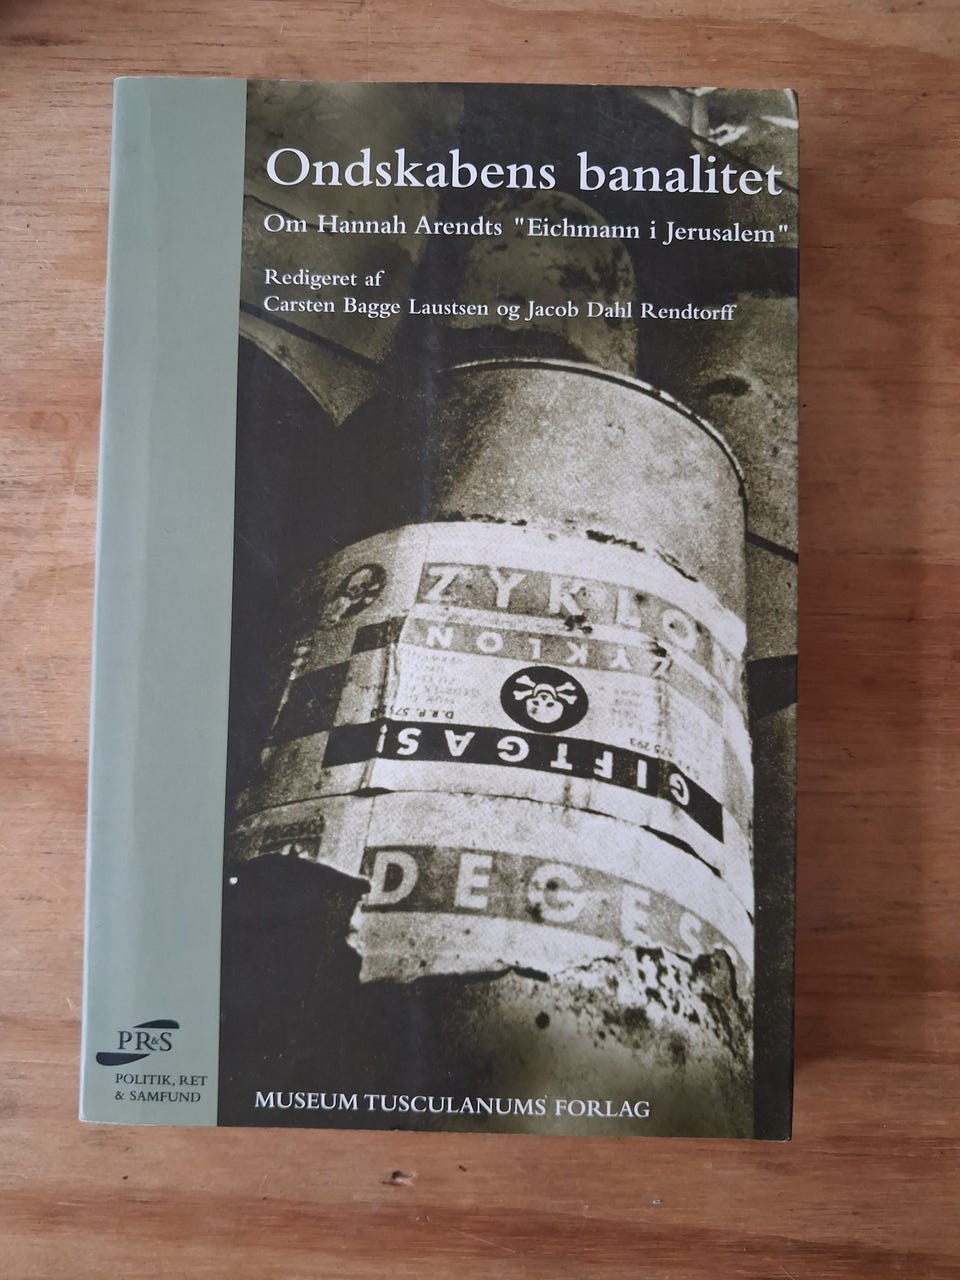 Ondskabens banalitet
Om Hannah Arendts "Eichmann i Jerusalem"
Redigeret af
Carsten Bagge Laustsen og Jacob Dahl Rendtorff
ZYKLON
ZYKLON
D.R.P.
GIFTGAS!
DEGES
PR&S
POLITIK, RET
& SAMFUND
MUSEUM TUSCULANUMS FORLAG